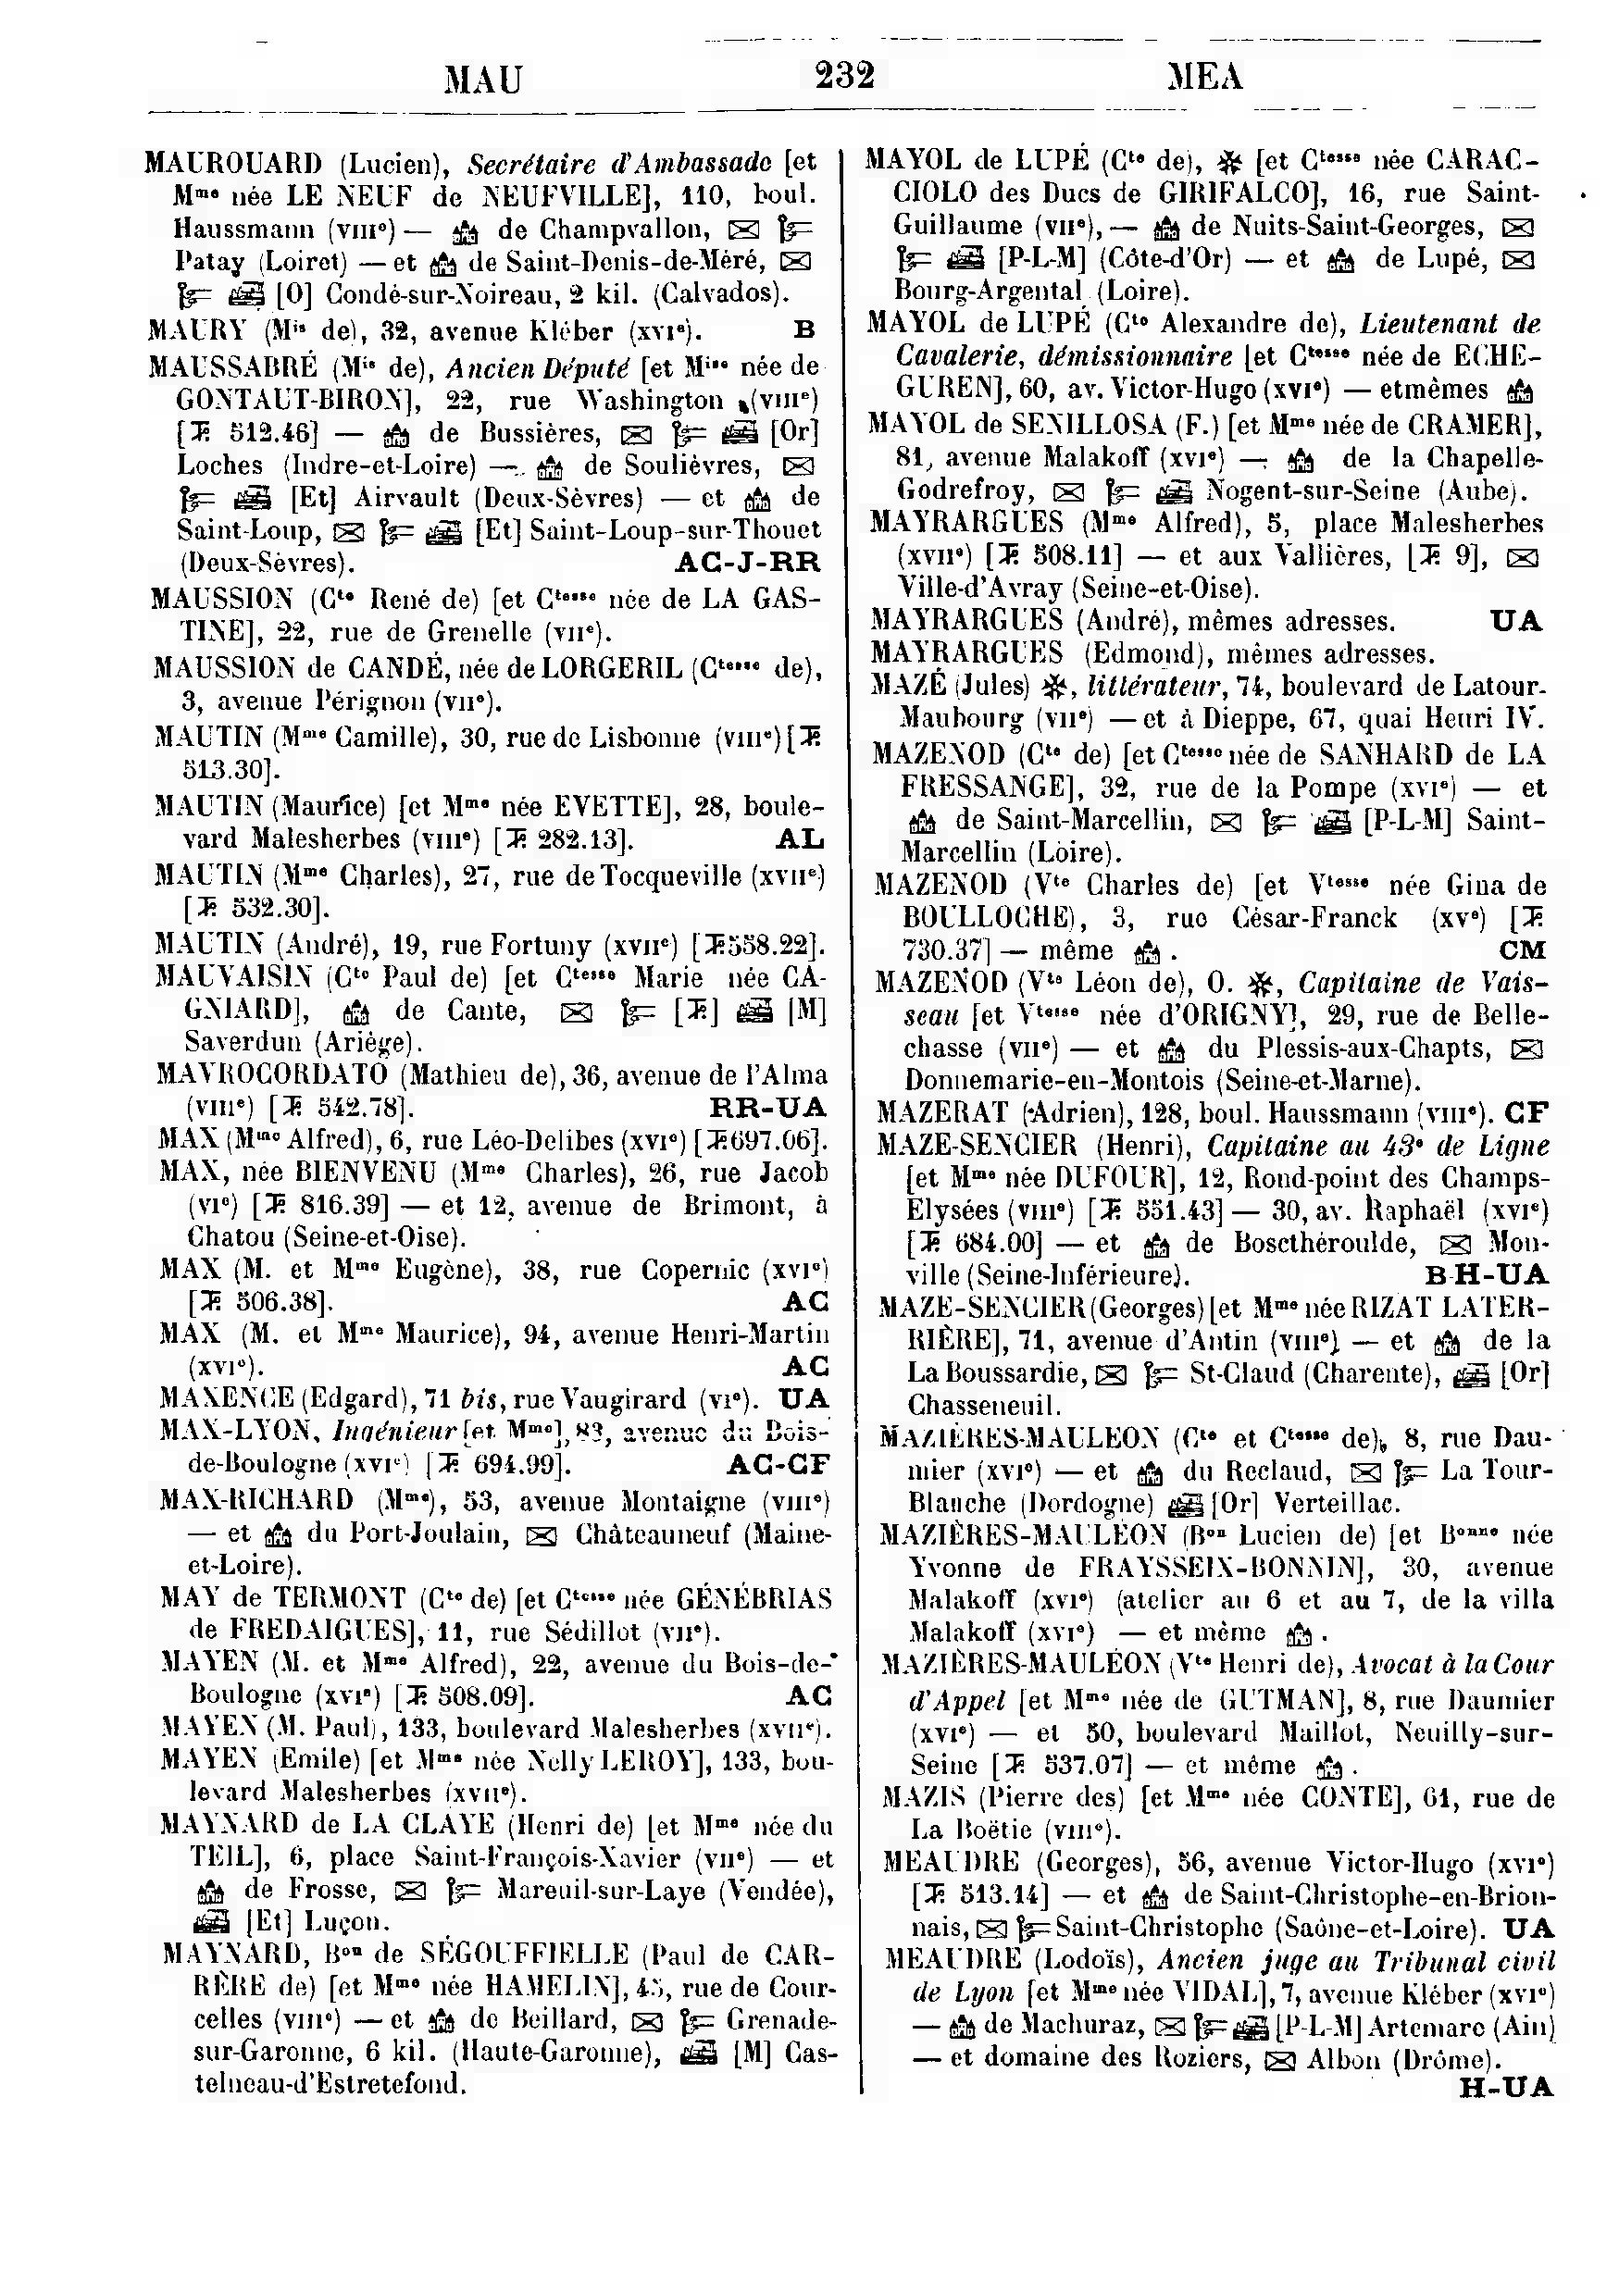 MAU 232 MEA
MAUROUARD (Lucien), Secrétaire d'Ambassade [et
Mme née LE NEUF de NEUFVILLE], 110, boul.
Haussmann (VIIIe) — de Champvallon,
Patay (Loiret) — et de Saint-Denis-de-Méré,
[O] Condé-sur-Noireau, 2 kil. (Calvados).
MAURY (Mis de), 32, avenue Kléber (XVIe). B
MAUSSABRÉ (Mis de), Ancien Député [et Mise née de
GONTAUT-BIRON], 22, rue Washington (VIIIe)
[T. 512.46] — de Bussières, [Or]
Loches (Indre-et-Loire) — de Soulièvres,
[Et] Airvault (Deux-Sèvres) — et de
Saint-Loup, [Et] Saint-Loup-sur-Thouet
(Deux-Sèvres). AC-J-RR
MAUSSION (Cte René de) [et Ctesse née de LA GAS-
TINE], 22, rue de Grenelle (VIIe).
MAUSSION de CANDÉ, née de LORGERIL (Ctesse de),
3, avenue Pérignon (VIIe).
MAUTIN (Mme Camille), 30, rue de Lisbonne (VIIIe) [T.
513.30].
MAUTIN (Maurice) [et Mme née EVETTE], 28, boule-
vard Malesherbes (VIIIe) [T. 282.13]. AL
MAUTIN (Mme Charles), 27, rue de Tocqueville (XVIIe)
[T. 532.30].
MAUTIN (André), 19, rue Fortuny (XVIIe) [T. 558.22].
MAUVAISIN (Cte Paul de) [et Ctesse Marie née CA-
GNIARD], de Cante, [T.] [M]
Saverdun (Ariège).
MAVROCORDATO (Mathieu de), 36, avenue de l'Alma
(VIIIe) [T. 542.78]. RR-UA
MAX (Mme Alfred), 6, rue Léo-Delibes (XVIe) [T. 697.06].
MAX, née BIENVENU (Mme Charles), 26, rue Jacob
(VIe) [T. 816.39] — et 12, avenue de Brimont, à
Chatou (Seine-et-Oise).
MAX (M. et Mme Eugène), 38, rue Copernic (XVIe)
[T. 506.38]. AC
MAX (M. et Mme Maurice), 94, avenue Henri-Martin
(XVIe). AC
MAXENCE (Edgard), 71 bis, rue Vaugirard (VIe). UA
MAX-LYON, Ingénieur [et Mme], 83, avenue du Bois-
de-Boulogne (XVIe) [T. 694.99]. AC-CF
MAX-RICHARD (Mme), 53, avenue Montaigne (VIIIe)
— et du Port-Joulain, Châteauneuf (Maine-
et-Loire).
MAY de TERMONT (Cte de) [et Ctesse née GÉNÉBRIAS
de FREDAIGUES], 11, rue Sédillot (VIIe).
MAYEN (M. et Mme Alfred), 22, avenue du Bois-de-
Boulogne (XVIe) [T. 508.09]. AC
MAYEN (M. Paul), 133, boulevard Malesherbes (XVIIe).
MAYEN (Emile) [et Mme née Nelly LEROY], 133, bou-
levard Malesherbes (XVIIe).
MAYNARD de LA CLAYE (Henri de) [et Mme née du
TEIL], 6, place Saint-François-Xavier (VIIe) — et
de Frosse, Mareuil-sur-Laye (Vendée),
[Et] Luçon.
MAYNARD, Bon de SÉGOUFFIELLE (Paul de CAR-
RÈRE de) [et Mme née HAMELIN], 45, rue de Cour-
celles (VIIIe) — et de Beillard, Grenade-
sur-Garonne, 6 kil. (Haute-Garonne), [M] Cas-
telneau-d'Estretefond.
MAYOL de LUPÉ (Cte de), [et Ctesse née CARAC-
CIOLO des Ducs de GIRIFALCO], 16, rue Saint-
Guillaume (VIIe), — de Nuits-Saint-Georges,
[P-L-M] (Côte-d'Or) — et de Lupé,
Bourg-Argental (Loire).
MAYOL de LUPÉ (Cte Alexandre de), Lieutenant de
Cavalerie, démissionnaire [et Ctesse née de ECHE-
GUREN], 60, av. Victor-Hugo (XVIe) — et mêmes
MAYOL de SENILLOSA (F.) [et Mme née de CRAMER],
81, avenue Malakoff (XVIe) — de la Chapelle-
Godrefroy, Nogent-sur-Seine (Aube).
MAYRARGUES (Mme Alfred), 5, place Malesherbes
(XVIIe) [T. 508.11] — et aux Vallières, [T. 9],
Ville-d'Avray (Seine-et-Oise).
MAYRARGUES (André), mêmes adresses. UA
MAYRARGUES (Edmond), mêmes adresses.
MAZÉ (Jules), littérateur, 74, boulevard de Latour-
Maubourg (VIIe) — et à Dieppe, 67, quai Henri IV.
MAZENOD (Cte de) [et Ctesse née de SANHARD de LA
FRESSANGE], 32, rue de la Pompe (XVIe) — et
de Saint-Marcellin, [P-L-M] Saint-
Marcellin (Loire).
MAZENOD (Vte Charles de) [et Vtesse née Gina de
BOULLOCHE), 3, rue César-Franck (XVe) [T.
730.37] — même . CM
MAZENOD (Vte Léon de), O. , Capitaine de Vais-
seau [et Vtesse née d'ORIGNY], 29, rue de Belle-
chasse (VIIe) — et du Plessis-aux-Chapts,
Donnemarie-en-Montois (Seine-et-Marne).
MAZERAT (Adrien), 128, boul. Haussmann (VIIIe). CF
MAZE-SENCIER (Henri), Capitaine au 43e de Ligne
[et Mme née DUFOUR], 12, Rond-point des Champs-
Elysées (VIIIe) [T. 551.43] — 30, av. Raphaël (XVIe)
[T. 684.00] — et de Boscthéroulde, Mon-
ville (Seine-Inférieure). B-H-UA
MAZE-SENCIER (Georges) [et Mme née RIZAT LATER-
RIÈRE], 71, avenue d'Antin (VIIIe) — et de la
La Boussardie, St-Claud (Charente), [Or]
Chasseneuil.
MAZIÈRES-MAULEON (Cte et Ctesse de), 8, rue Dau-
mier (XVIe) — et du Reclaud, La Tour-
Blanche (Dordogne) [Or] Verteillac.
MAZIÈRES-MAULÉON (Bon Lucien de) [et Bonne née
Yvonne de FRAYSSEIX-BONNIN], 30, avenue
Malakoff (XVIe) (atelier au 6 et au 7, de la villa
Malakoff (XVIe) — et même .
MAZIÈRES-MAULÉON (Vte Henri de), Avocat à la Cour
d'Appel [et Mme née de GUTMAN], 8, rue Daumier
(XVIe) — et 50, boulevard Maillot, Neuilly-sur-
Seine [T. 537.07] — et même .
MAZIS (Pierre des) [et Mme née CONTE], 61, rue de
La Boëtie (VIIIe).
MEAUDRE (Georges), 56, avenue Victor-Hugo (XVIe)
[T. 513.14] — et de Saint-Christophe-en-Brion-
nais, Saint-Christophe (Saône-et-Loire). UA
MEAUDRE (Lodoïs), Ancien juge au Tribunal civil
de Lyon [et Mme née VIDAL], 7, avenue Kléber (XVIe)
— de Machuraz, [P-L-M] Artemare (Ain)
— et domaine des Roziers, Albon (Drôme).
H-UA